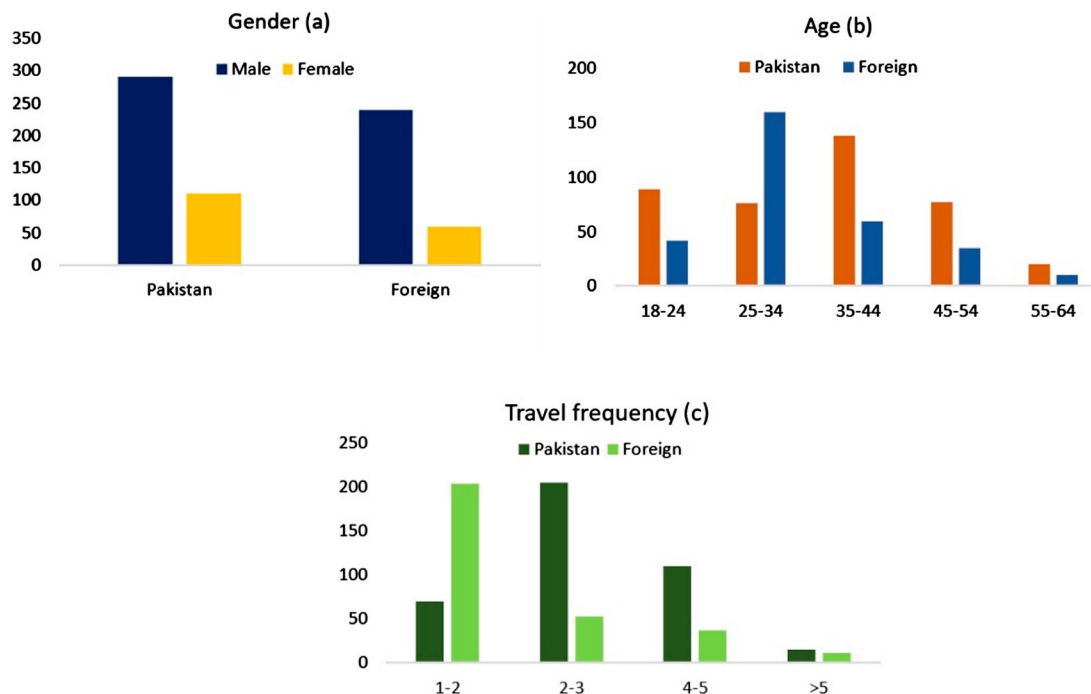 Gender (a)
350
300
250
200
150
100
50
0
Male Female
Pakistan Foreign
Age (b)
200
150
100
50
0
Pakistan Foreign
18-24 25-34 35-44 45-54 55-64
Travel frequency (c)
250
200
150
100
50
0
Pakistan Foreign
1-2 2-3 4-5 >5